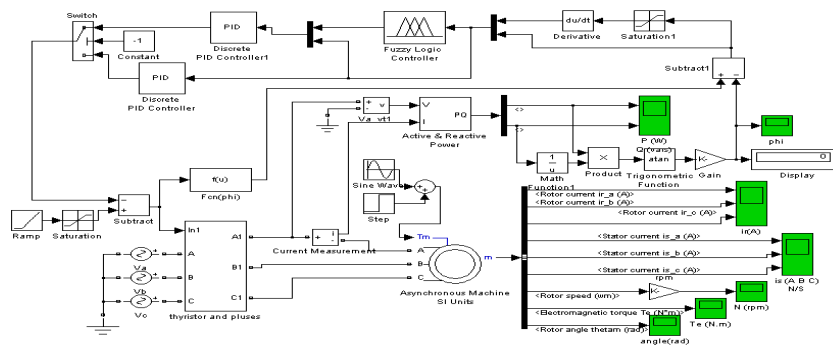 Switch
-1
Constant
PID
Discrete
PID Controller1
PID
Discrete
PID Controller
Fuzzy Logic
Controller
du/dt
Derivative
Saturation1
Subtract1
+ −
f(u)
Fcn(phi)
Va_vt1
+ v
V
I
PQ
Active & Reactive
Power
<>
<>
P (W)
Q (vars)
1
u
Math
Function1
×
Product
atan
Trigonometric
Function
K-
Gain
phi
0
Display
Sine Wave
Step
Ramp
Saturation
Subtract
Va
Vb
Vc
In1
A
B
C
A1
B1
C1
thyristor and pluses
+ i
Current Measurement
Tm
A
B
C
m
Asynchronous Machine
SI Units
<Rotor current ir_a (A)>
<Rotor current ir_b (A)>
<Rotor current ir_c (A)>
ir(A)
<Stator current is_a (A)>
<Stator current is_b (A)>
<Stator current is_c (A)>
is (A B C)
N/S
rpm
<Rotor speed (wm)>
K-
N (rpm)
<Electromagnetic torque Te (N*m)>
Te (N.m)
<Rotor angle thetam (rad)>
angle(rad)